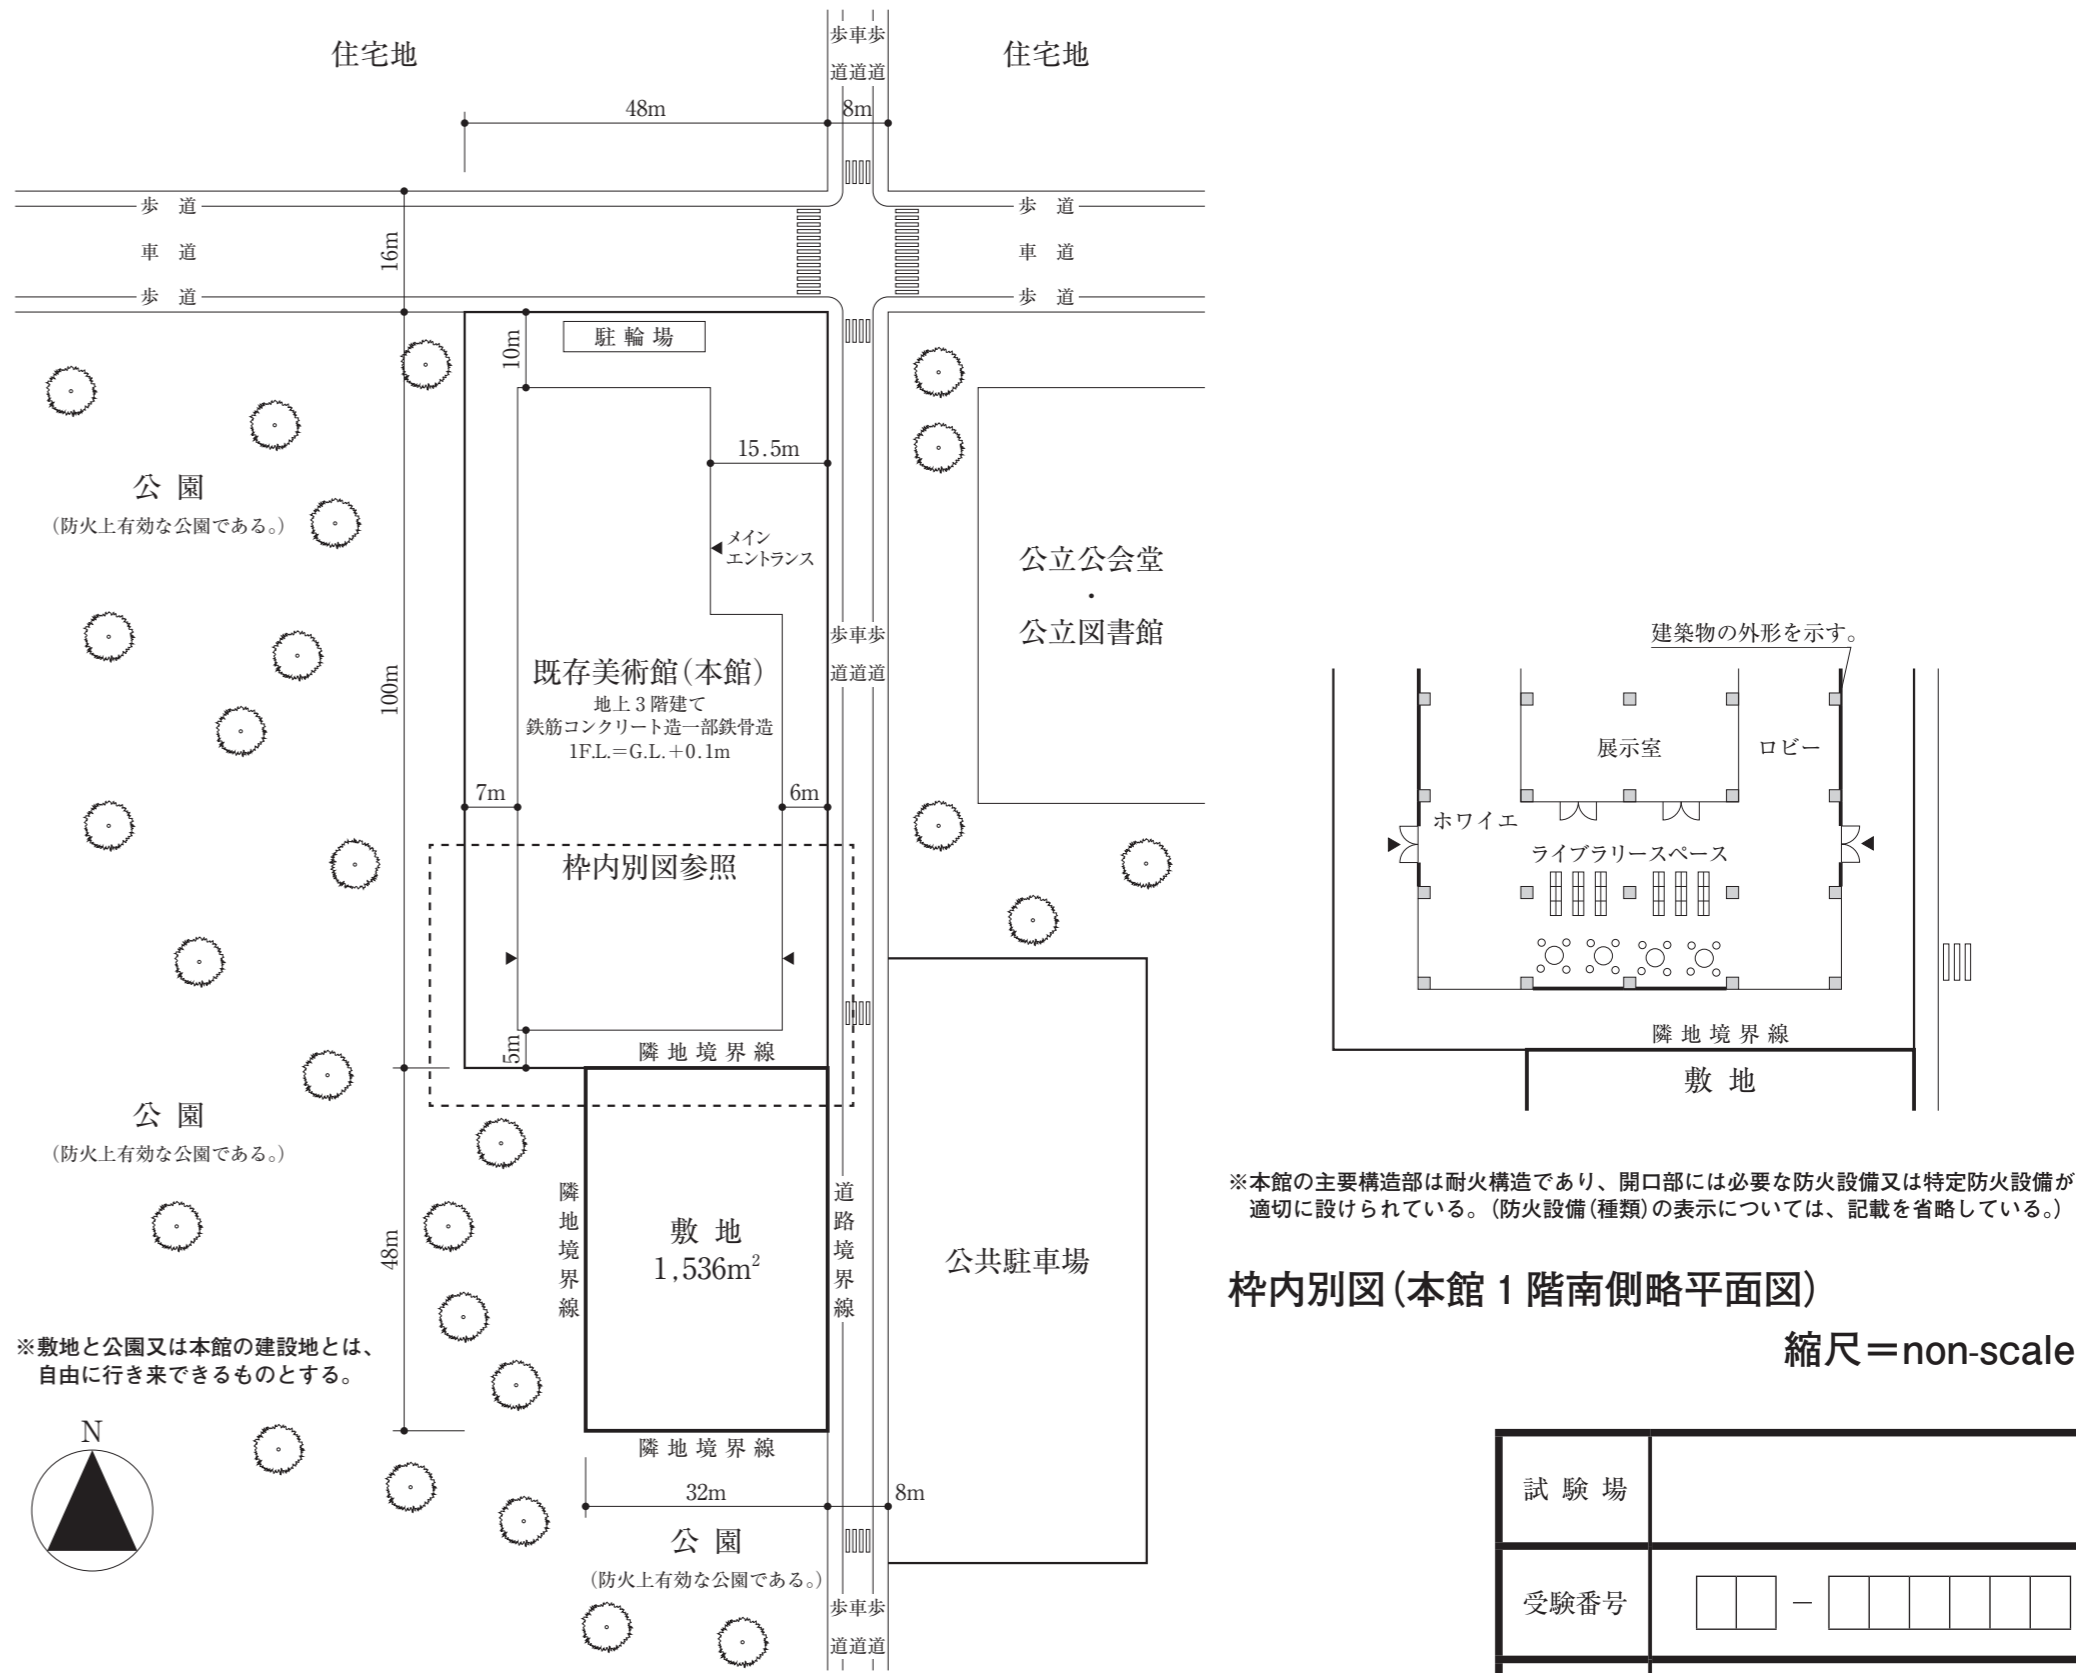 住宅地
歩車歩
道道道
住宅地
48m
8m
歩 道
車 道
歩 道
16m
歩 道
車 道
歩 道
10m
駐輪場
15.5m
公園
(防火上有効な公園である。)
メイン
エントランス
公立公会堂
・
公立図書館
歩車歩
道道道
100m
既存美術館(本館)
地上3階建て
鉄筋コンクリート造一部鉄骨造
1F.L.=G.L.+0.1m
7m
6m
枠内別図参照
5m
隣地境界線
公園
(防火上有効な公園である。)
48m
隣地境界線
敷地
1,536m²
道路境界線
公共駐車場
※敷地と公園又は本館の建設地とは、
自由に行き来できるものとする。
N
隣地境界線
32m
8m
公園
(防火上有効な公園である。)
歩車歩
道道道
建築物の外形を示す。
展示室
ロビー
ホワイエ
ライブラリースペース
隣地境界線
敷地
※本館の主要構造部は耐火構造であり、開口部には必要な防火設備又は特定防火設備が
適切に設けられている。(防火設備(種類)の表示については、記載を省略している。)
枠内別図(本館1階南側略平面図)
縮尺=non-scale
試験場
受験番号
－